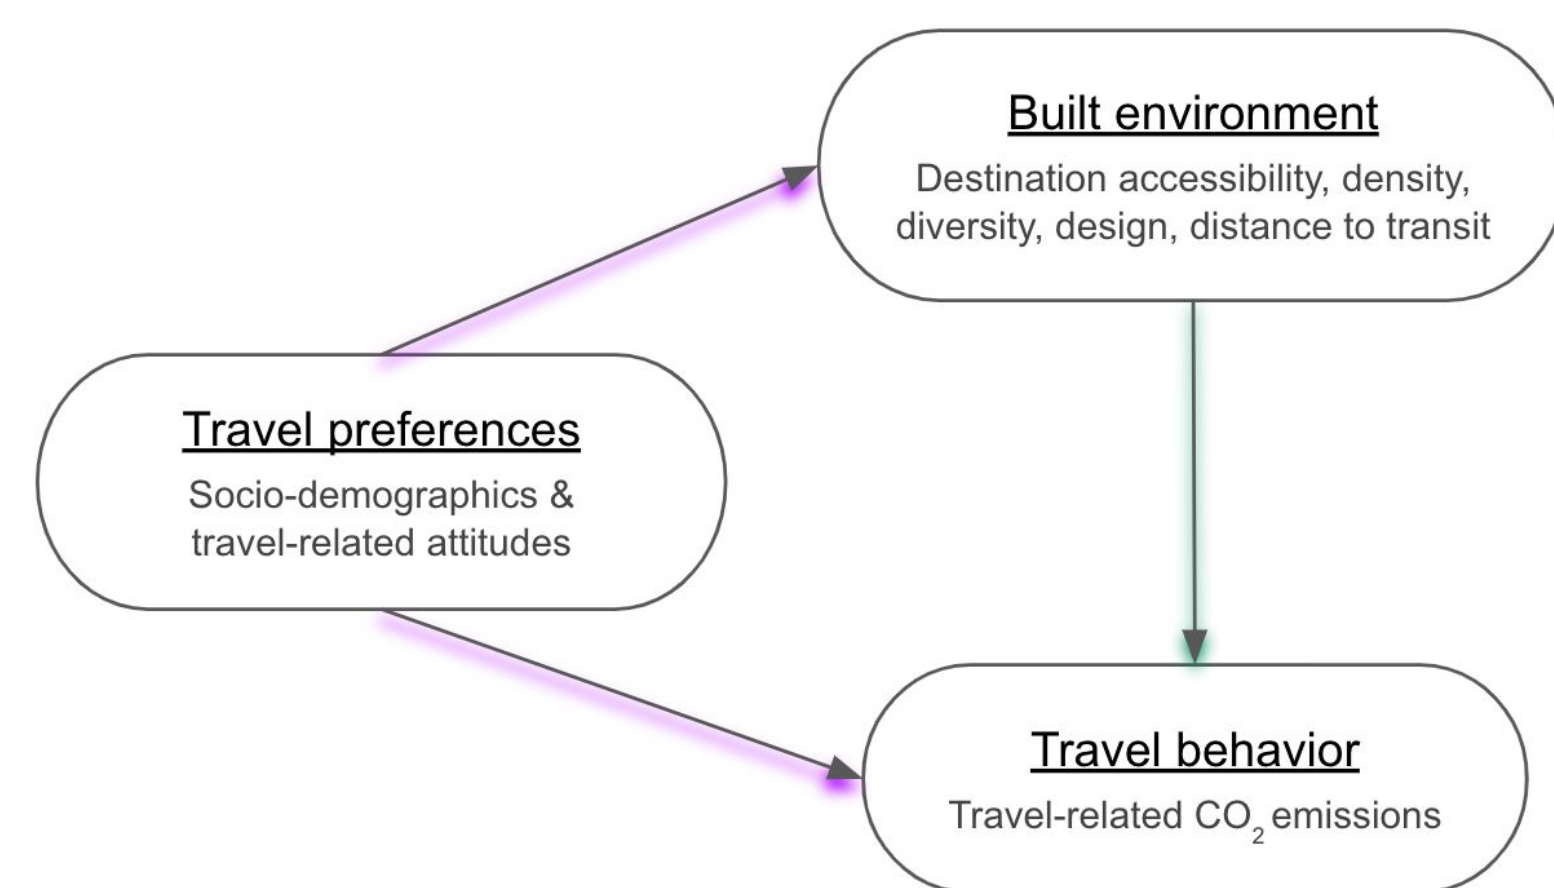 Built environment
Destination accessibility, density,
diversity, design, distance to transit
Travel preferences
Socio-demographics &
travel-related attitudes
Travel behavior
Travel-related CO₂ emissions